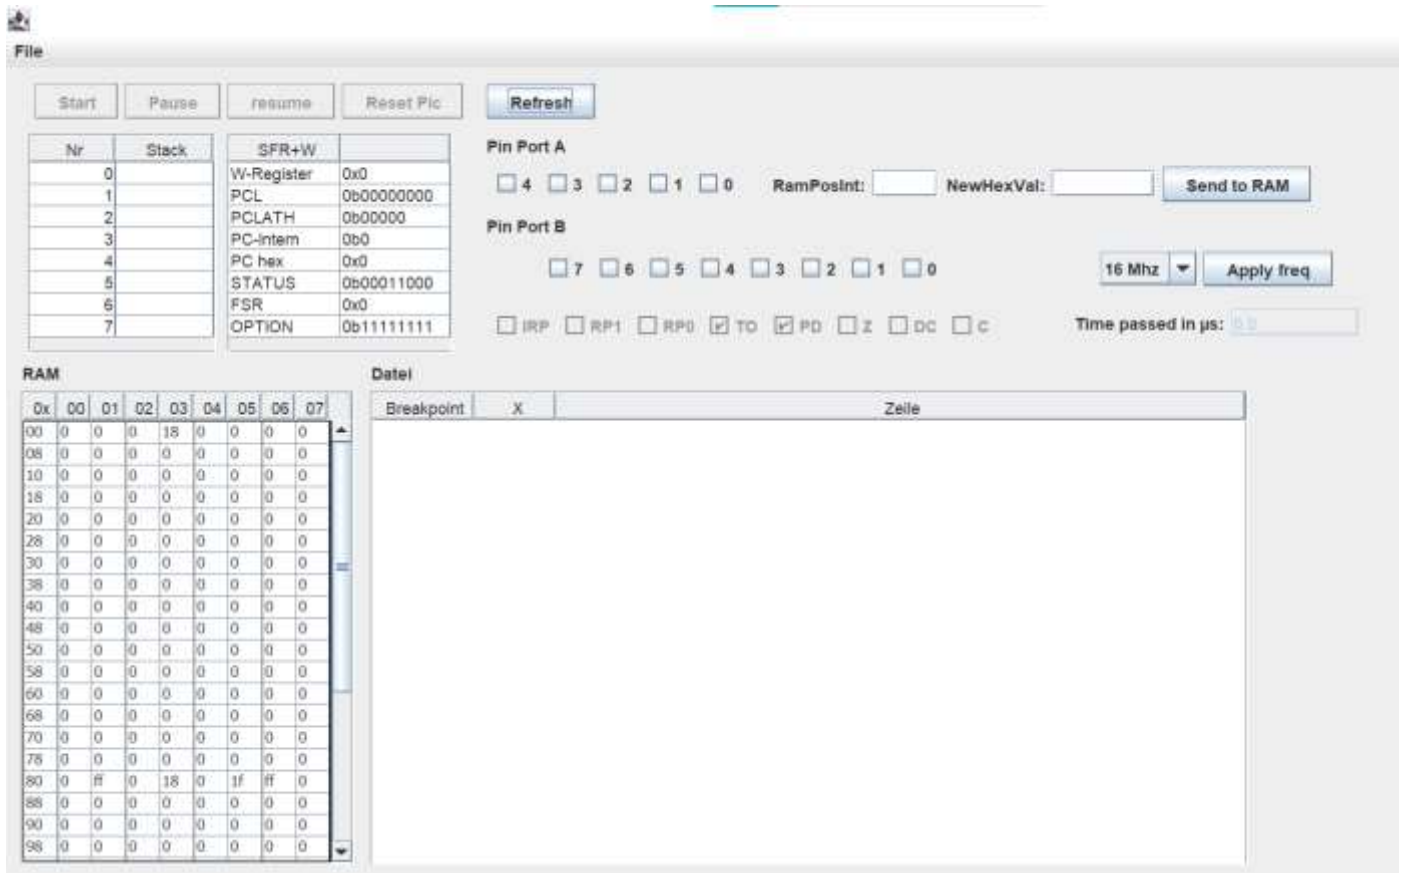 File
Start Pause resume Reset Pic Refresh
Nr Stack SFR+W
0 W-Register 0x0
1 PCL 0b00000000
2 PCLATH 0b00000
3 PC-Intern 0b0
4 PC hex 0x0
5 STATUS 0b00011000
6 FSR 0x0
7 OPTION 0b11111111
Pin Port A
4 3 2 1 0 RamPosInt: NewHexVal: Send to RAM
Pin Port B
7 6 5 4 3 2 1 0 16 Mhz Apply freq
IRP RP1 RP0 TO PD Z DC C Time passed in µs: 0.0
RAM
0x 00 01 02 03 04 05 06 07
00 0 0 0 18 0 0 0 0
08 0 0 0 0 0 0 0 0
10 0 0 0 0 0 0 0 0
18 0 0 0 0 0 0 0 0
20 0 0 0 0 0 0 0 0
28 0 0 0 0 0 0 0 0
30 0 0 0 0 0 0 0 0
38 0 0 0 0 0 0 0 0
40 0 0 0 0 0 0 0 0
48 0 0 0 0 0 0 0 0
50 0 0 0 0 0 0 0 0
58 0 0 0 0 0 0 0 0
60 0 0 0 0 0 0 0 0
68 0 0 0 0 0 0 0 0
70 0 0 0 0 0 0 0 0
78 0 0 0 0 0 0 0 0
80 0 ff 0 18 0 1f ff 0
88 0 0 0 0 0 0 0 0
90 0 0 0 0 0 0 0 0
98 0 0 0 0 0 0 0 0
Datei
Breakpoint X Zeile